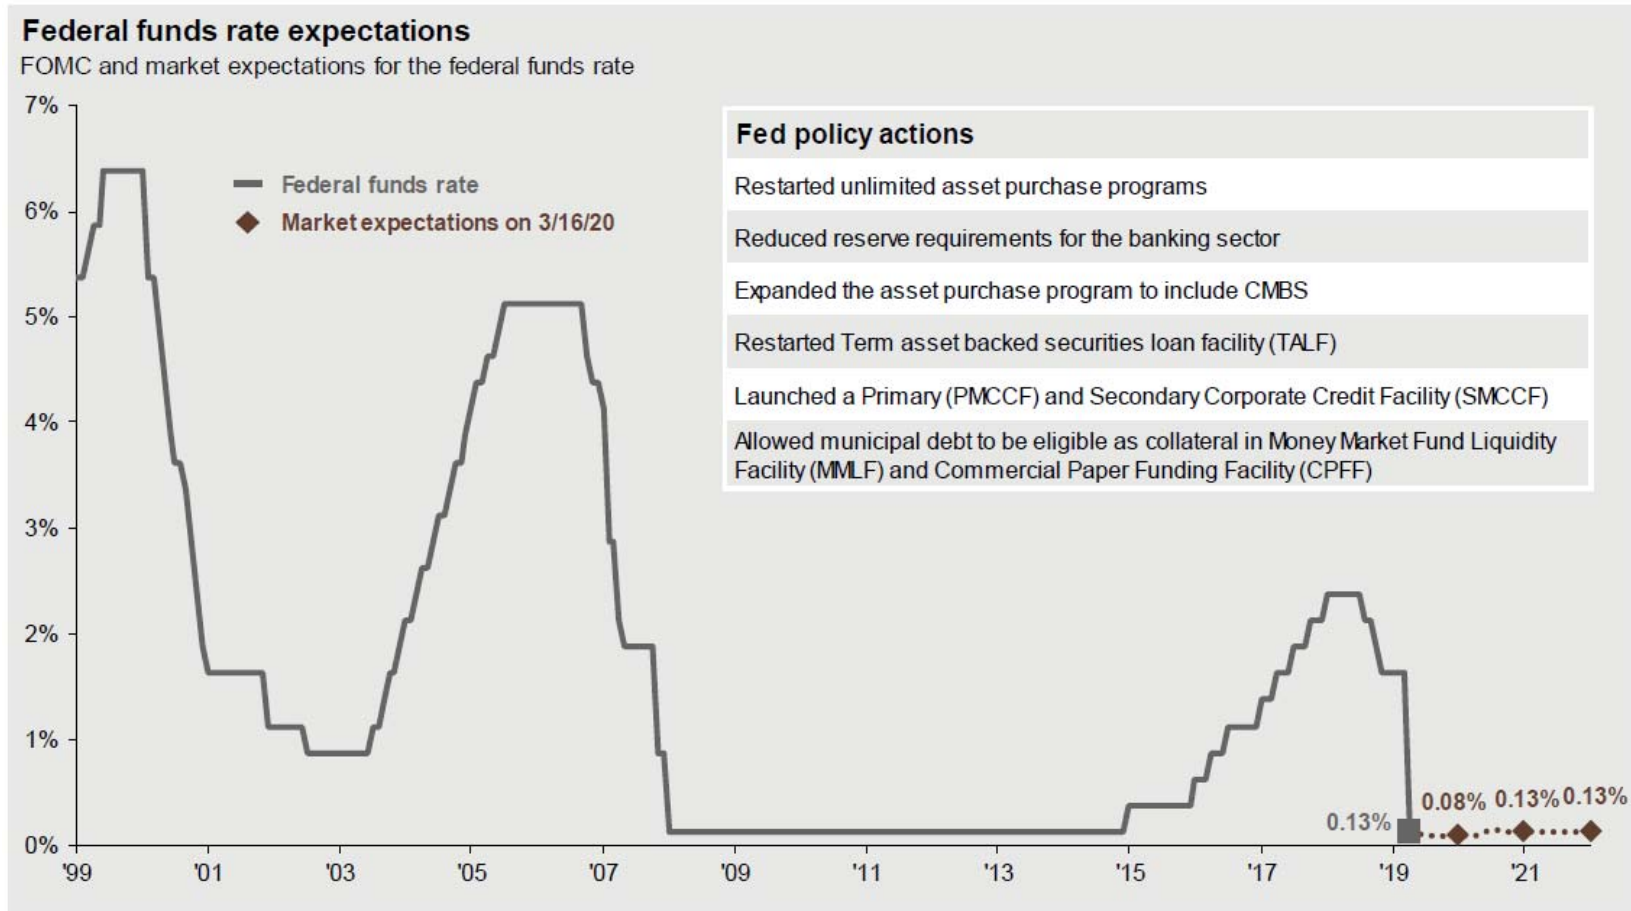 Federal funds rate expectations
FOMC and market expectations for the federal funds rate
7%
6%
5%
4%
3%
2%
1%
0%
Federal funds rate
Market expectations on 3/16/20
Fed policy actions
Restarted unlimited asset purchase programs
Reduced reserve requirements for the banking sector
Expanded the asset purchase program to include CMBS
Restarted Term asset backed securities loan facility (TALF)
Launched a Primary (PMCCF) and Secondary Corporate Credit Facility (SMCCF)
Allowed municipal debt to be eligible as collateral in Money Market Fund Liquidity
Facility (MMLF) and Commercial Paper Funding Facility (CPFF)
0.13%
0.08% 0.13% 0.13%
'99 '01 '03 '05 '07 '09 '11 '13 '15 '17 '19 '21